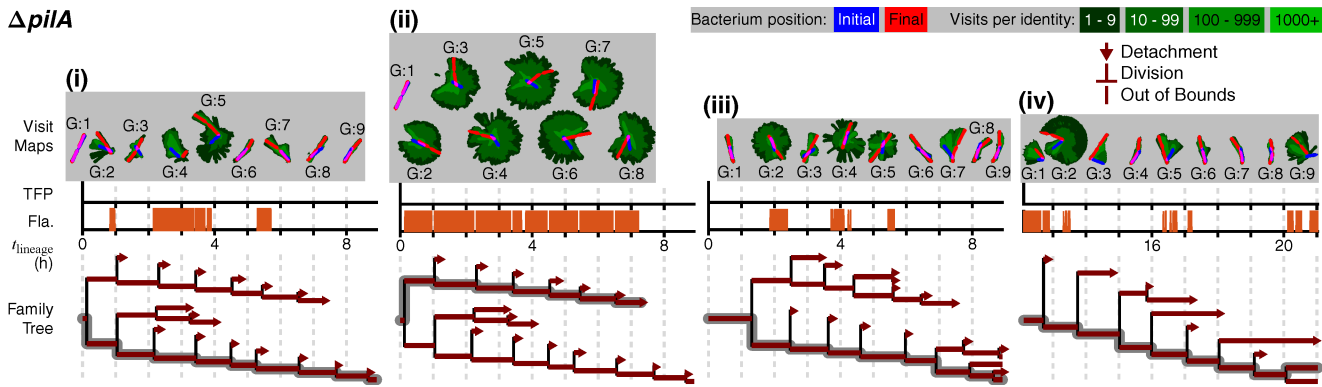 ΔpilA
Bacterium position: Initial Final Visits per identity: 1 - 9 10 - 99 100 - 999 1000+
Detachment
Division
Out of Bounds
(i)
(ii)
(iii)
(iv)
Visit
Maps
G:1 G:2 G:3 G:4 G:5 G:6 G:7 G:8 G:9
G:1 G:2 G:3 G:4 G:5 G:6 G:7 G:8
G:1 G:2 G:3 G:4 G:5 G:6 G:7 G:8 G:9
G:1 G:2 G:3 G:4 G:5 G:6 G:7 G:8 G:9
TFP
Fla.
t lineage
(h)
0 4 8
0 4 8
0 4 8
16 20
Family
Tree